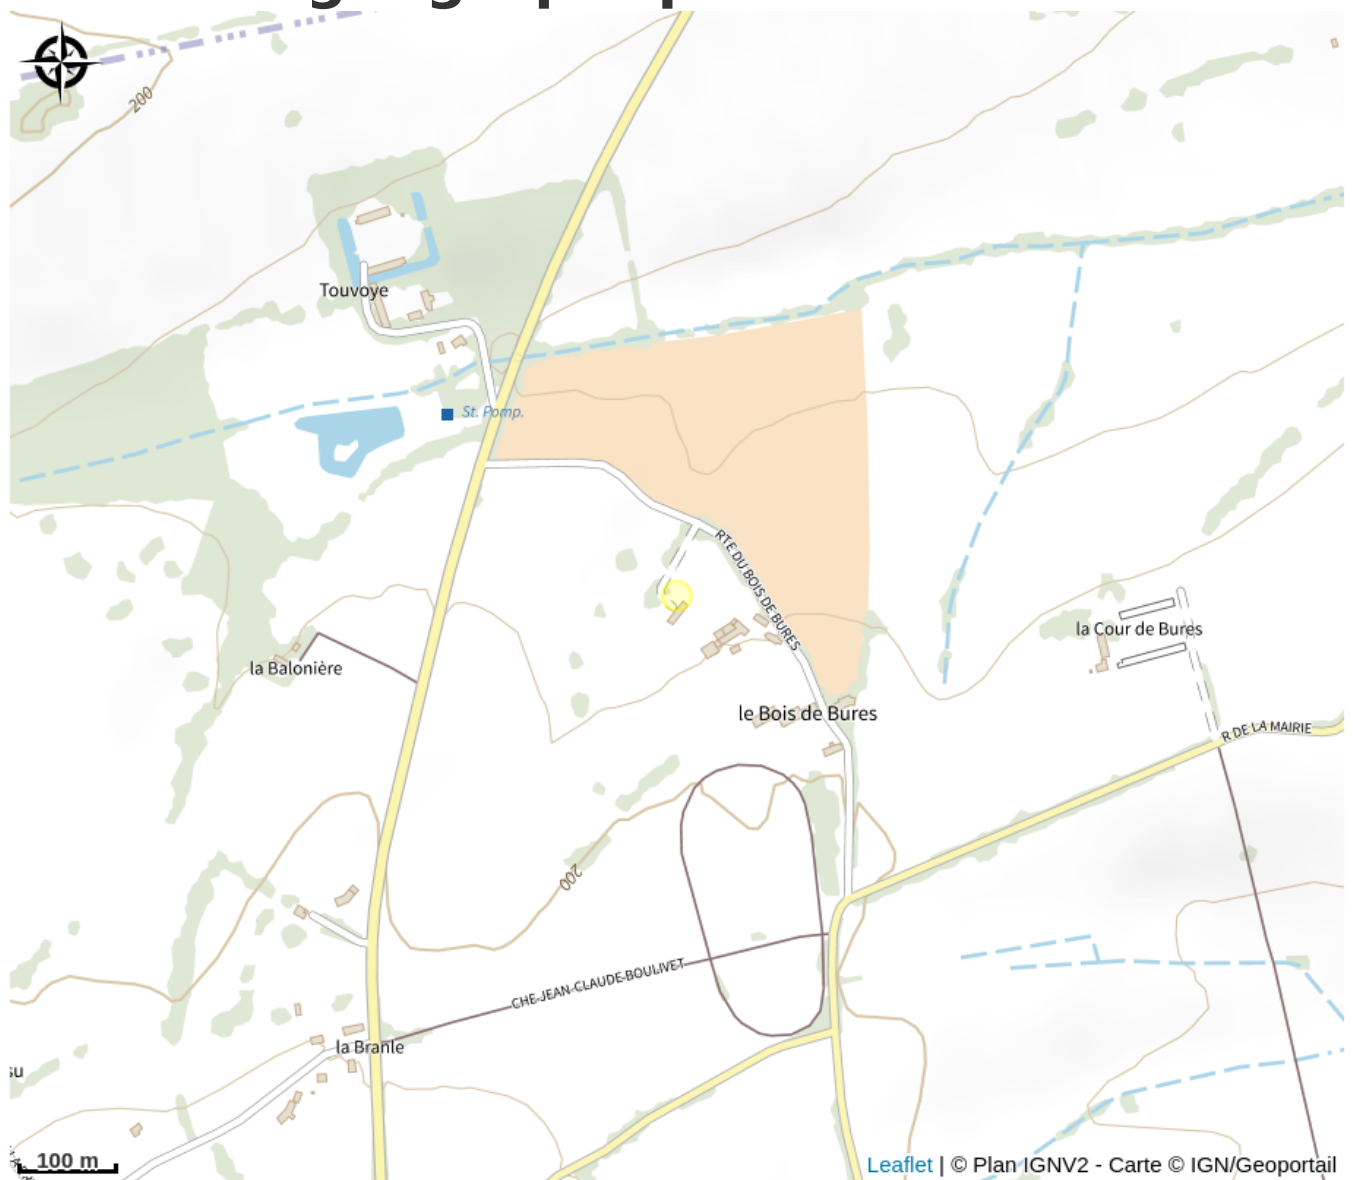 200
Touvoye
St. Pomp.
RTE DU BOIS DE BURES
la Cour de Bures
la Balonière
le Bois de Bures
R DE LA MAIRIE
200
CHE JEAN-CLAUDE-BOULIVET
la Branle
su
100 m
Leaflet | © Plan IGNV2 - Carte © IGN/Geoportail